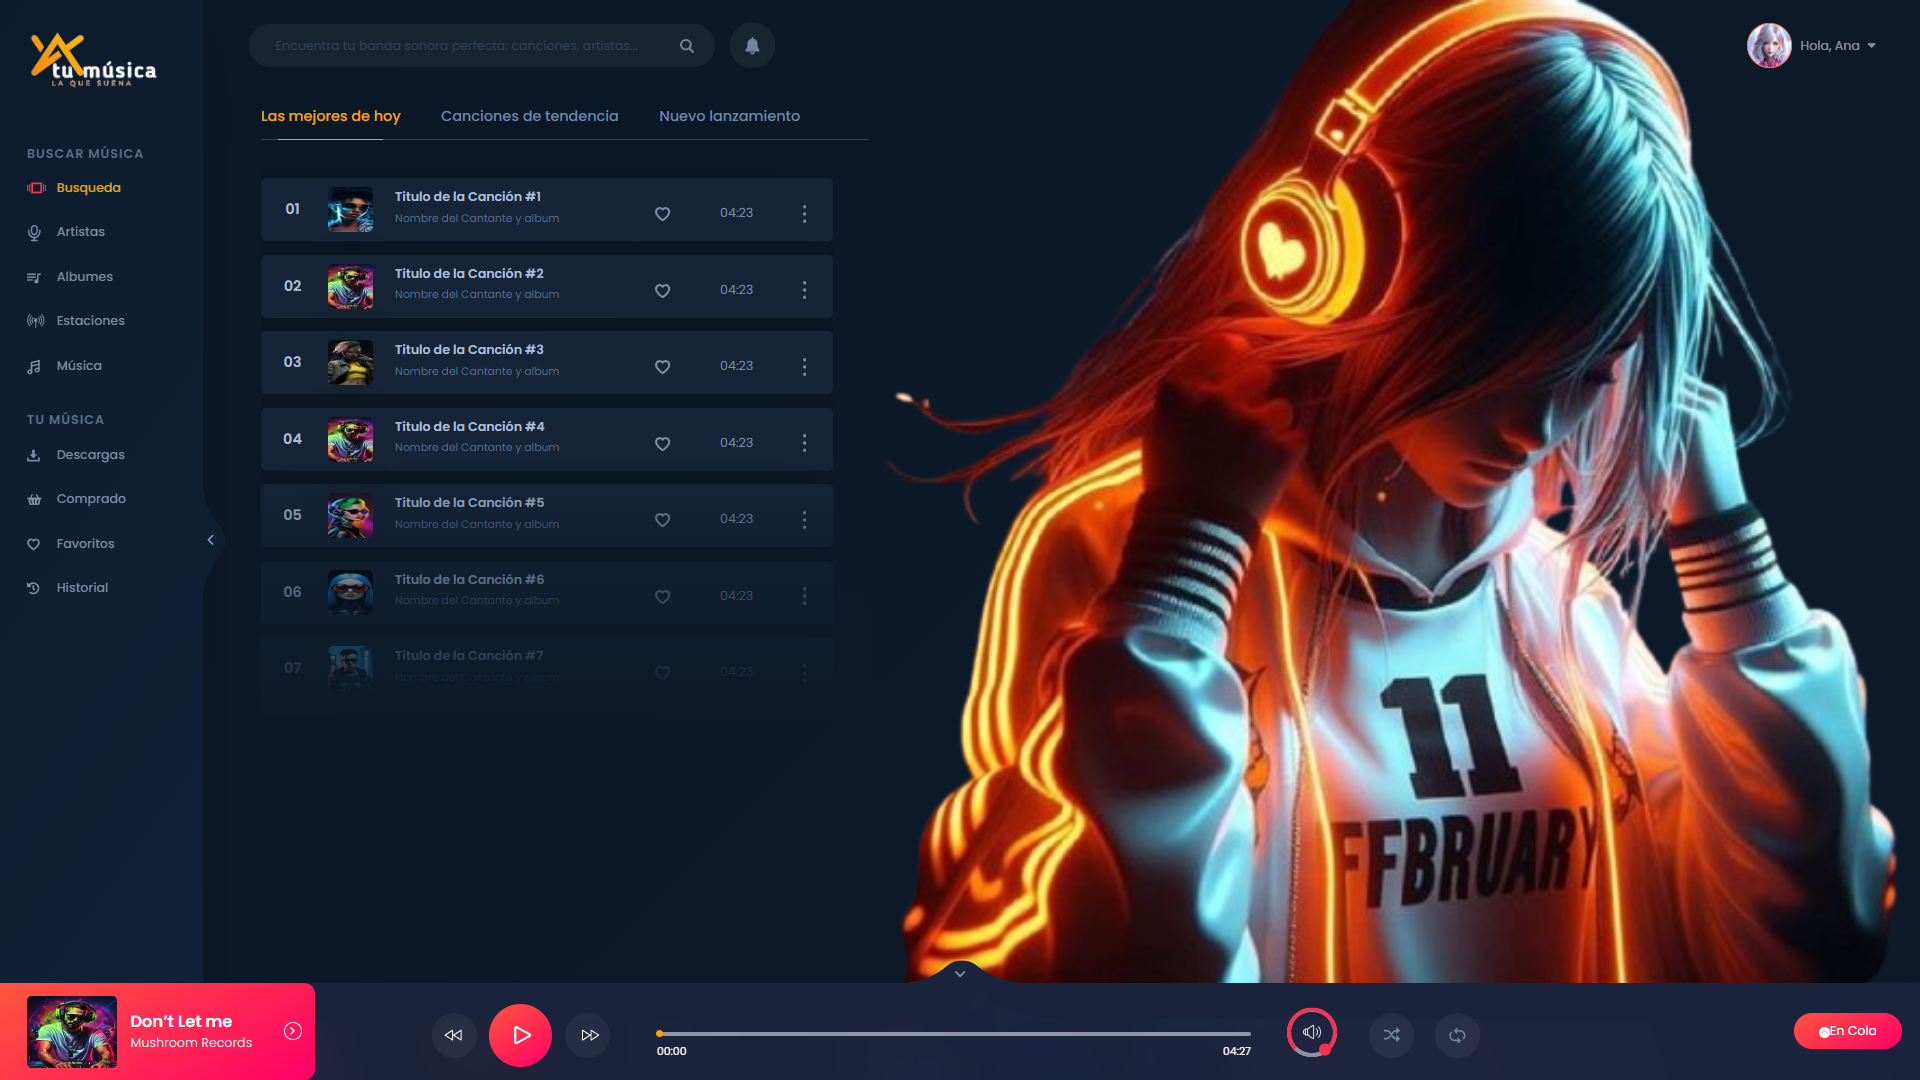 tu música
LA QUE SUENA
Encuentra tu banda sonora perfecta: canciones, artistas...
Hola, Ana
BUSCAR MÚSICA
Busqueda
Artistas
Albumes
Estaciones
Música
TU MÚSICA
Descargas
Comprado
Favoritos
Historial
Las mejores de hoy
Canciones de tendencia
Nuevo lanzamiento
01
Titulo de la Canción #1
Nombre del Cantante y album
04:23
02
Titulo de la Canción #2
Nombre del Cantante y album
04:23
03
Titulo de la Canción #3
Nombre del Cantante y album
04:23
04
Titulo de la Canción #4
Nombre del Cantante y album
04:23
05
Titulo de la Canción #5
Nombre del Cantante y album
04:23
06
Titulo de la Canción #6
Nombre del Cantante y album
04:23
07
Titulo de la Canción #7
Nombre del Cantante y album
04:23
11
FFBRUARY
Don’t Let me
Mushroom Records
00:00
04:27
En Cola